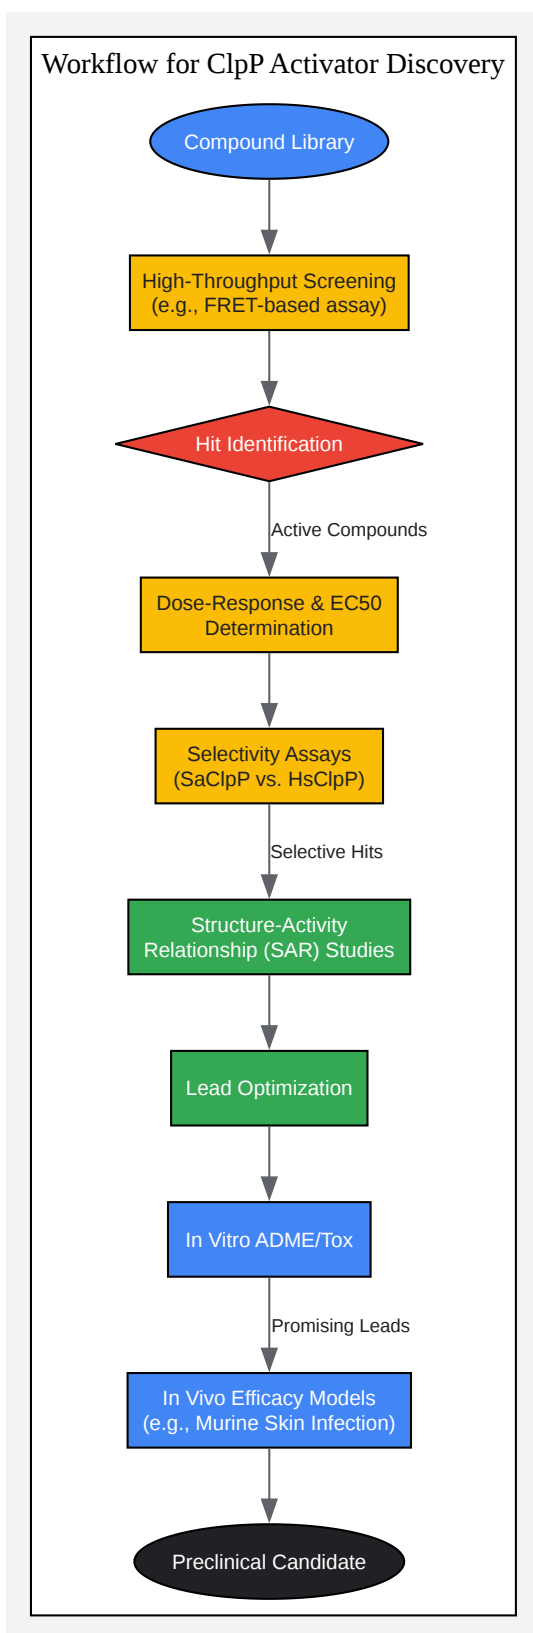 Workflow for ClpP Activator Discovery
Compound Library
High-Throughput Screening
(e.g., FRET-based assay)
Hit Identification
Active Compounds
Dose-Response & EC50
Determination
Selectivity Assays
(SaClpP vs. HsClpP)
Selective Hits
Structure-Activity
Relationship (SAR) Studies
Lead Optimization
In Vitro ADME/Tox
Promising Leads
In Vivo Efficacy Models
(e.g., Murine Skin Infection)
Preclinical Candidate